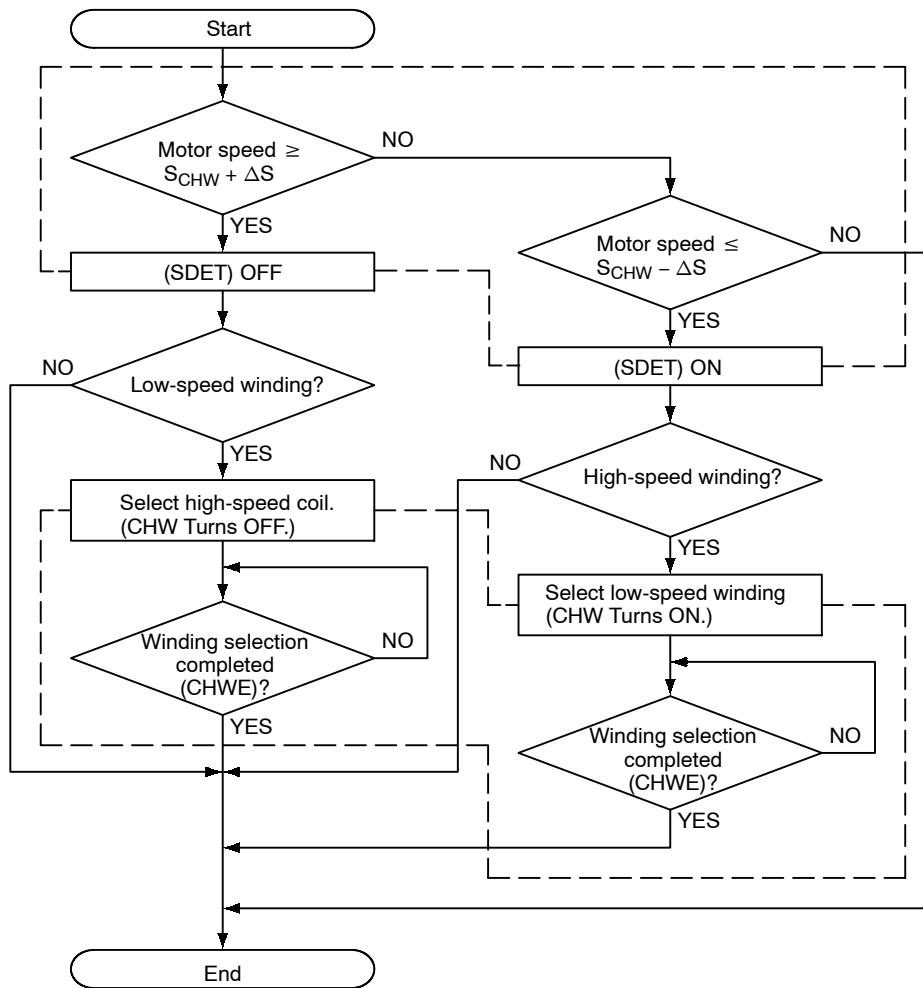 Start
Motor speed ≥
S_CHW + ΔS
NO
YES
(SDET) OFF
Motor speed ≤
S_CHW − ΔS
NO
YES
(SDET) ON
NO
Low-speed winding?
YES
NO
High-speed winding?
YES
Select high-speed coil.
(CHW Turns OFF.)
Select low-speed winding
(CHW Turns ON.)
Winding selection
completed
(CHWE)?
NO
YES
Winding selection
completed
(CHWE)?
NO
YES
End